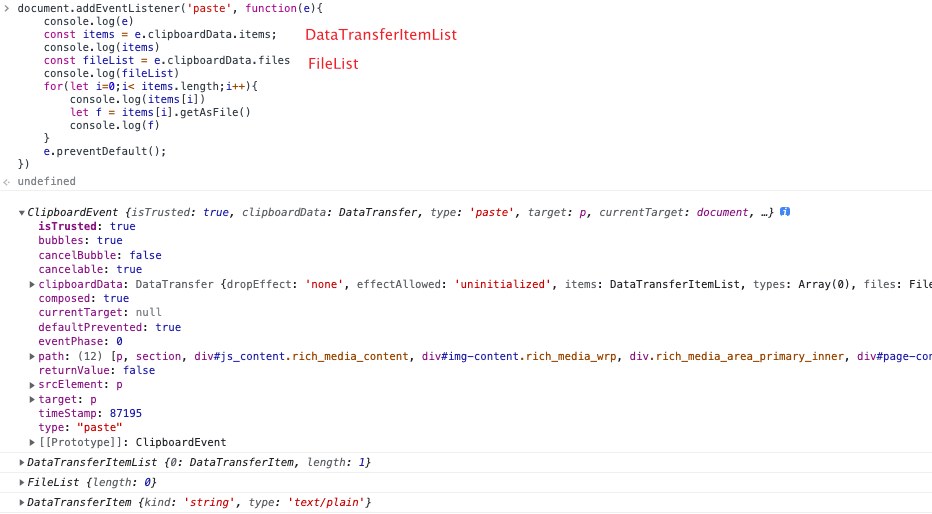 document.addEventListener('paste', function(e){
console.log(e)
const items = e.clipboardData.items; DataTransferItemList
console.log(items)
const fileList = e.clipboardData.files FileList
console.log(fileList)
for(let i=0;i< items.length;i++){
console.log(items[i])
let f = items[i].getAsFile()
console.log(f)
}
e.preventDefault();
})
undefined
ClipboardEvent {isTrusted: true, clipboardData: DataTransfer, type: 'paste', target: p, currentTarget: document, …} i
isTrusted: true
bubbles: true
cancelBubble: false
cancelable: true
clipboardData: DataTransfer {dropEffect: 'none', effectAllowed: 'uninitialized', items: DataTransferItemList, types: Array(0), files: File
composed: true
currentTarget: null
defaultPrevented: true
eventPhase: 0
path: (12) [p, section, div#js_content.rich_media_content, div#img-content.rich_media_wrp, div.rich_media_area_primary_inner, div#page-con
returnValue: false
srcElement: p
target: p
timeStamp: 87195
type: "paste"
[[Prototype]]: ClipboardEvent
DataTransferItemList {0: DataTransferItem, length: 1}
FileList {length: 0}
DataTransferItem {kind: 'string', type: 'text/plain'}